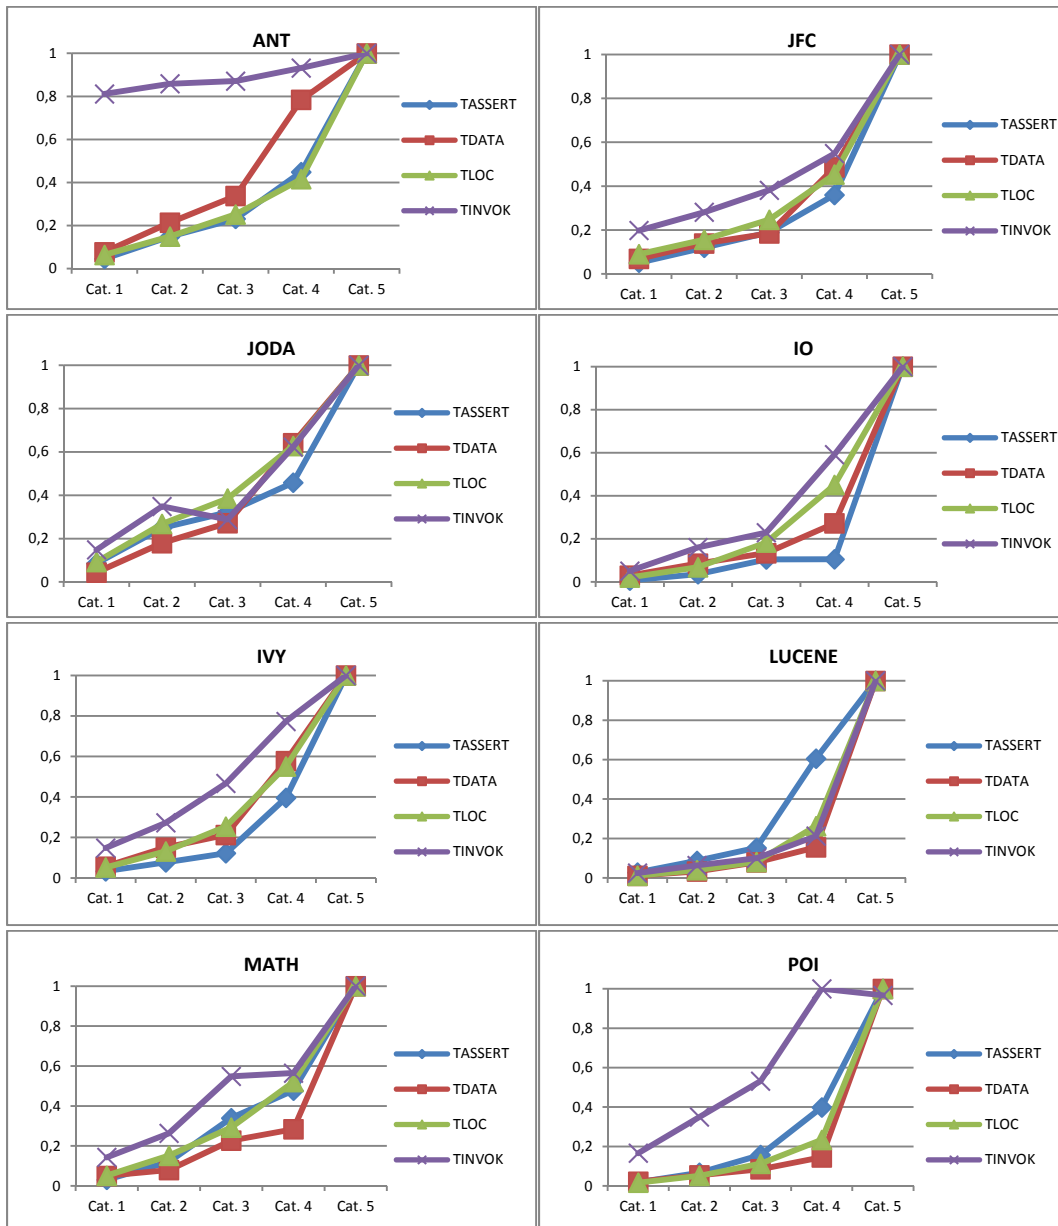 ANT
1
0,8
0,6
0,4
0,2
0
Cat. 1 Cat. 2 Cat. 3 Cat. 4 Cat. 5
TASSERT
TDATA
TLOC
TINVOK
JFC
1
0,8
0,6
0,4
0,2
0
Cat. 1 Cat. 2 Cat. 3 Cat. 4 Cat. 5
TASSERT
TDATA
TLOC
TINVOK
JODA
1
0,8
0,6
0,4
0,2
0
Cat. 1 Cat. 2 Cat. 3 Cat. 4 Cat. 5
TASSERT
TDATA
TLOC
TINVOK
IO
1
0,8
0,6
0,4
0,2
0
Cat. 1 Cat. 2 Cat. 3 Cat. 4 Cat. 5
TASSERT
TDATA
TLOC
TINVOK
IVY
1
0,8
0,6
0,4
0,2
0
Cat. 1 Cat. 2 Cat. 3 Cat. 4 Cat. 5
TASSERT
TDATA
TLOC
TINVOK
LUCENE
1
0,8
0,6
0,4
0,2
0
Cat. 1 Cat. 2 Cat. 3 Cat. 4 Cat. 5
TASSERT
TDATA
TLOC
TINVOK
MATH
1
0,8
0,6
0,4
0,2
0
Cat. 1 Cat. 2 Cat. 3 Cat. 4 Cat. 5
TASSERT
TDATA
TLOC
TINVOK
POI
1
0,8
0,6
0,4
0,2
0
Cat. 1 Cat. 2 Cat. 3 Cat. 4 Cat. 5
TASSERT
TDATA
TLOC
TINVOK